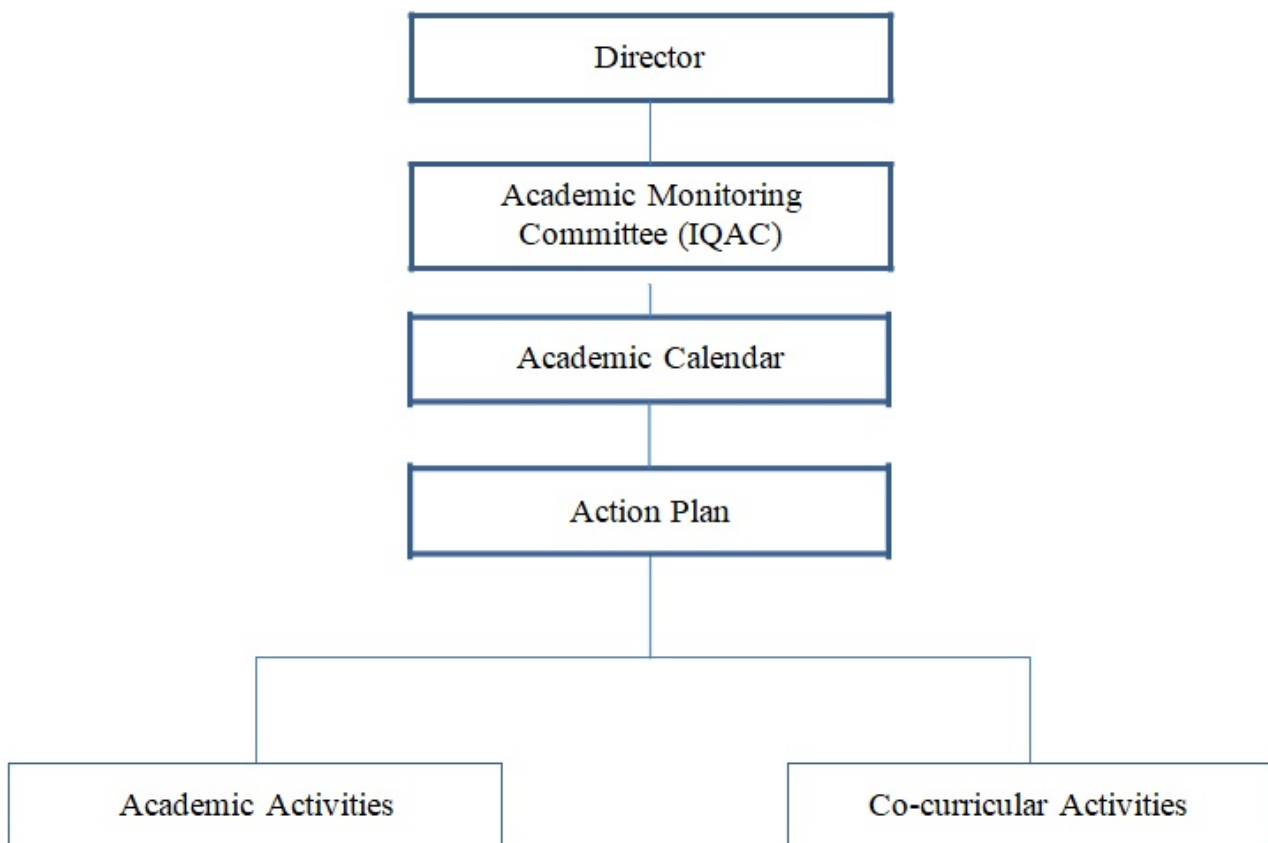 Director
Academic Monitoring
Committee (IQAC)
Academic Calendar
Action Plan
Academic Activities
Co-curricular Activities